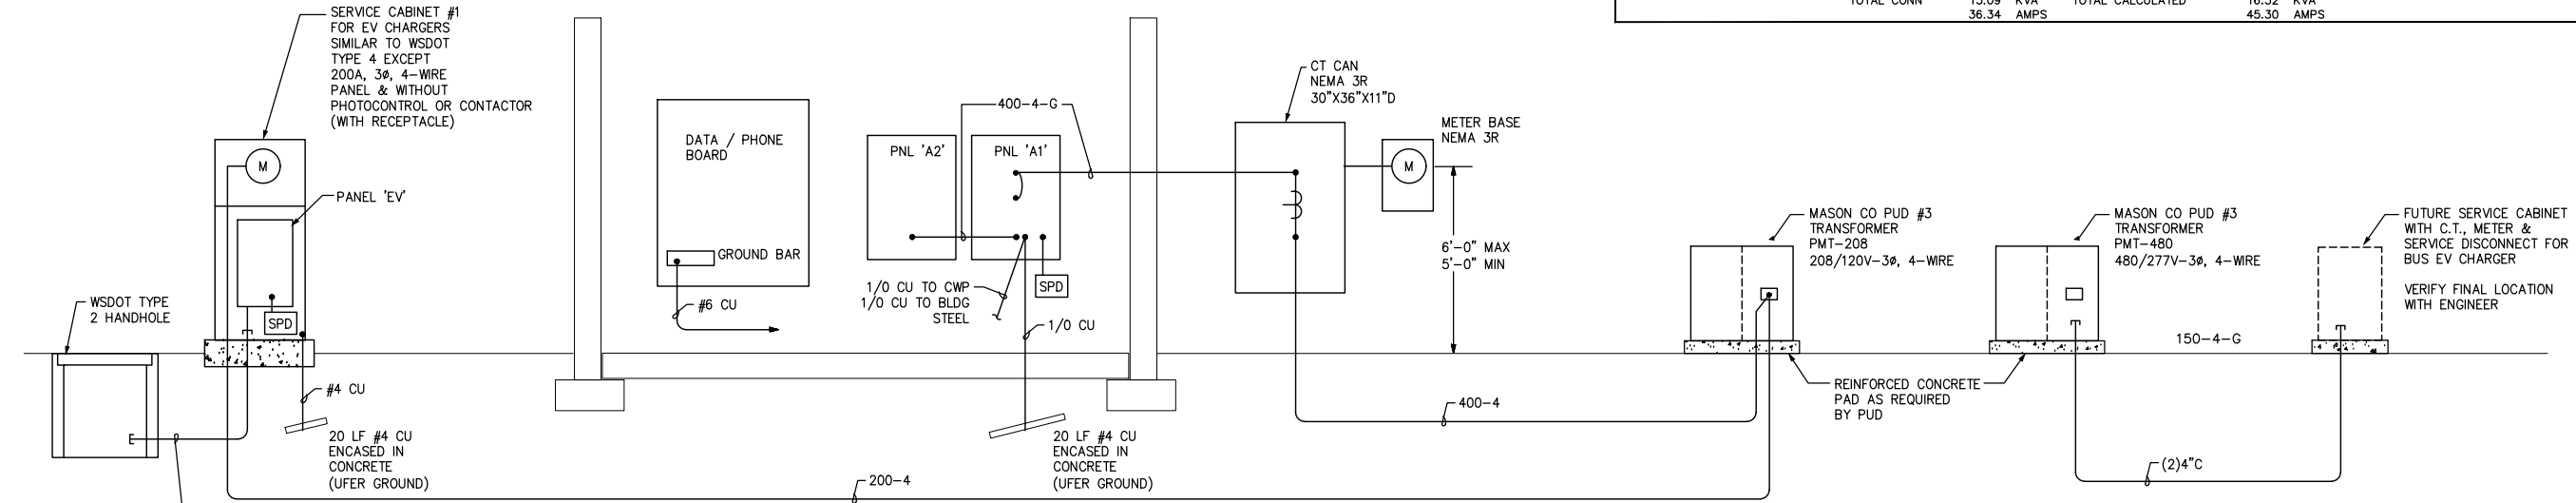 TOTAL CONN 15.09 KVA TOTAL CALCULATED 16.32 KVA
36.34 AMPS 45.30 AMPS
SERVICE CABINET #1
FOR EV CHARGERS
SIMILAR TO WSDOT
TYPE 4 EXCEPT
200A, 3ø, 4-WIRE
PANEL & WITHOUT
PHOTOCONTROL OR CONTACTOR
(WITH RECEPTACLE)
M
PANEL 'EV'
SPD
WSDOT TYPE
2 HANDHOLE
#4 CU
20 LF #4 CU
ENCASED IN
CONCRETE
(UFER GROUND)
DATA / PHONE
BOARD
GROUND BAR
#6 CU
400-4-G
PNL 'A2'
PNL 'A1'
1/0 CU TO CWP
1/0 CU TO BLDG
STEEL
SPD
1/0 CU
20 LF #4 CU
ENCASED IN
CONCRETE
(UFER GROUND)
CT CAN
NEMA 3R
30"X36"X11"D
METER BASE
NEMA 3R
M
6'-0" MAX
5'-0" MIN
400-4
200-4
MASON CO PUD #3
TRANSFORMER
PMT-208
208/120V-3ø, 4-WIRE
MASON CO PUD #3
TRANSFORMER
PMT-480
480/277V-3ø, 4-WIRE
REINFORCED CONCRETE
PAD AS REQUIRED
BY PUD
150-4-G
(2)4"C
FUTURE SERVICE CABINET
WITH C.T., METER &
SERVICE DISCONNECT FOR
BUS EV CHARGER
VERIFY FINAL LOCATION
WITH ENGINEER